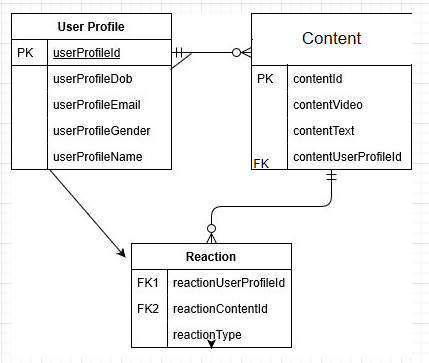 User Profile
PK userProfileId
userProfileDob
userProfileEmail
userProfileGender
userProfileName
Content
PK contentId
contentVideo
contentText
FK contentUserProfileId
Reaction
FK1 reactionUserProfileId
FK2 reactionContentId
reactionType